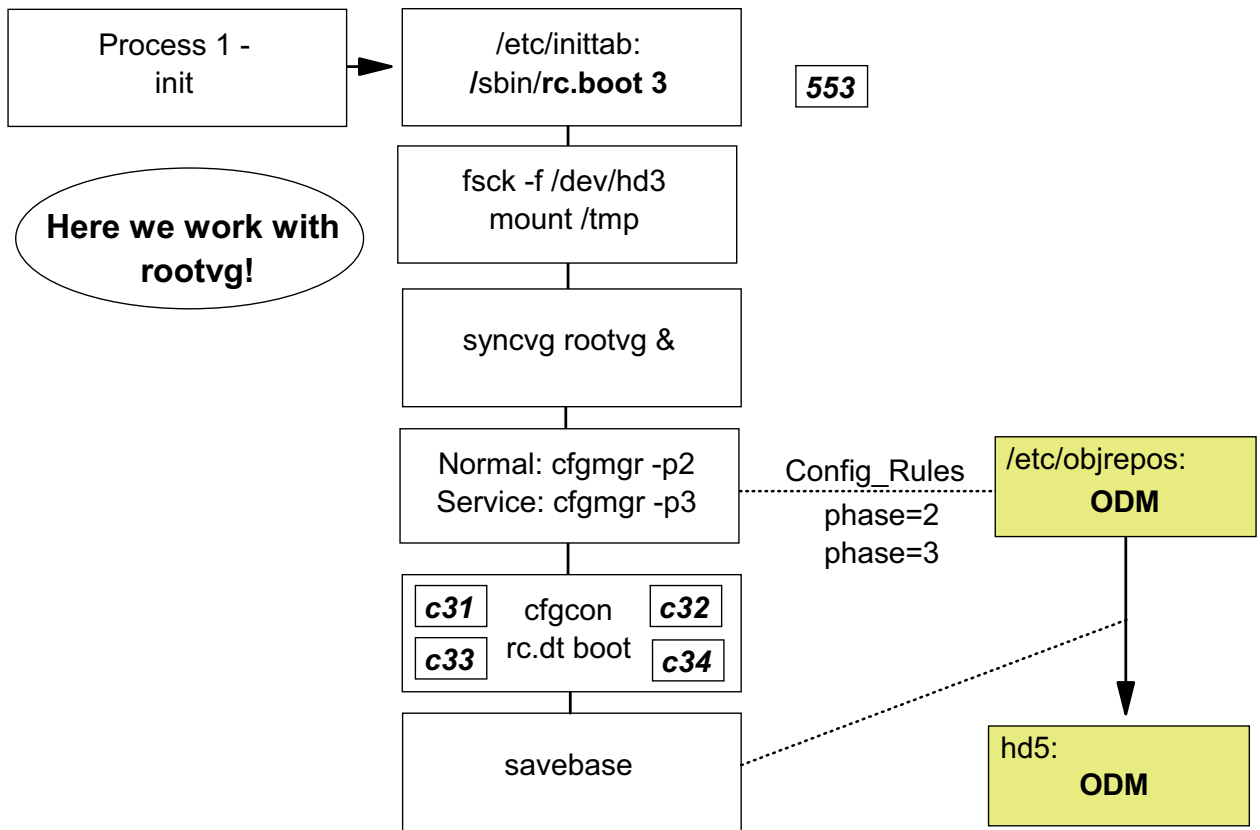 Process 1 -
init
/etc/inittab:
/sbin/rc.boot 3
553
fsck -f /dev/hd3
mount /tmp
Here we work with
rootvg!
syncvg rootvg &
Normal: cfgmgr -p2
Service: cfgmgr -p3
Config_Rules
phase=2
phase=3
/etc/objrepos:
ODM
c31
cfgcon
c32
c33
rc.dt boot
c34
savebase
hd5:
ODM